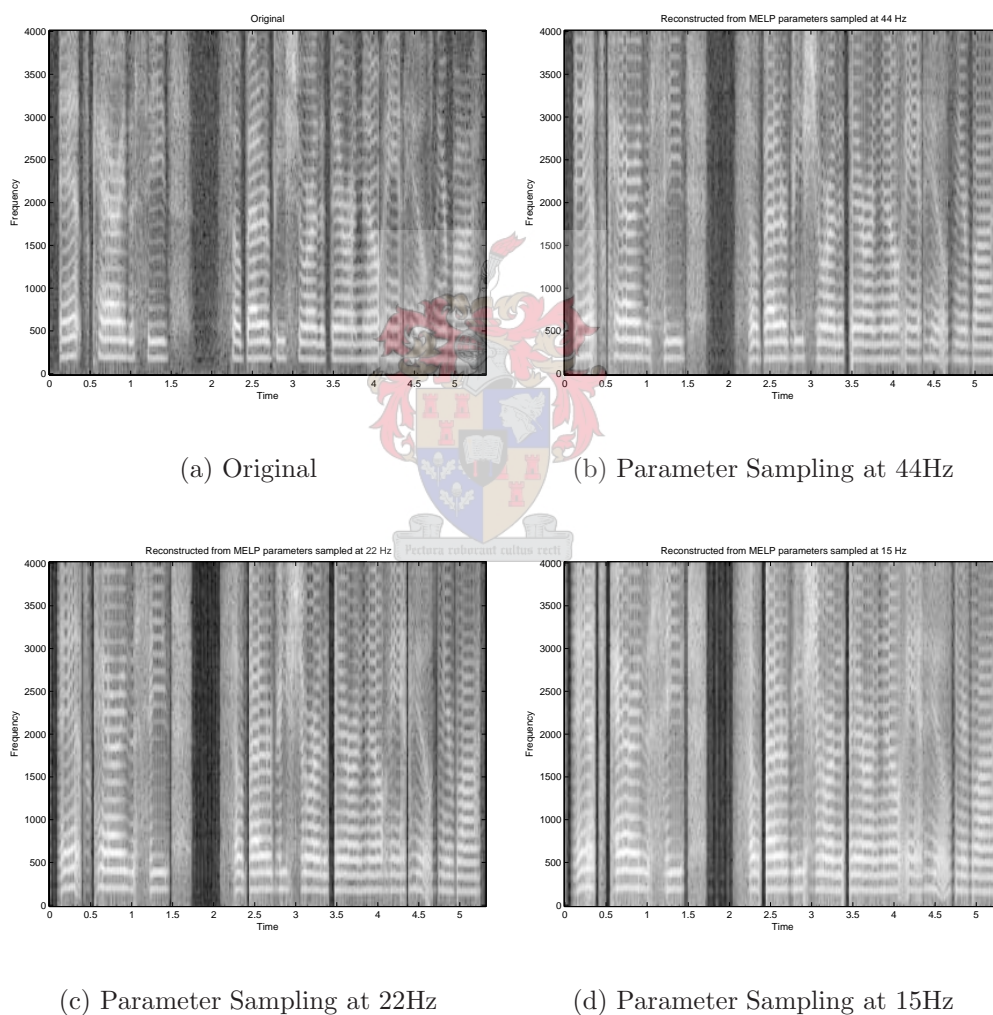 Original
Frequency
4000
3500
3000
2500
2000
1500
1000
500
0
0 0.5 1 1.5 2 2.5 3 3.5 4 4.5 5
Time
(a) Original
Reconstructed from MELP parameters sampled at 44 Hz
Frequency
4000
3500
3000
2500
2000
1500
1000
500
0
0 0.5 1 1.5 2 2.5 3 3.5 4 4.5 5
Time
(b) Parameter Sampling at 44Hz
Pectora roborant cultus recti
Reconstructed from MELP parameters sampled at 22 Hz
Frequency
4000
3500
3000
2500
2000
1500
1000
500
0
0 0.5 1 1.5 2 2.5 3 3.5 4 4.5 5
Time
(c) Parameter Sampling at 22Hz
Reconstructed from MELP parameters sampled at 15 Hz
Frequency
4000
3500
3000
2500
2000
1500
1000
500
0
0 0.5 1 1.5 2 2.5 3 3.5 4 4.5 5
Time
(d) Parameter Sampling at 15Hz